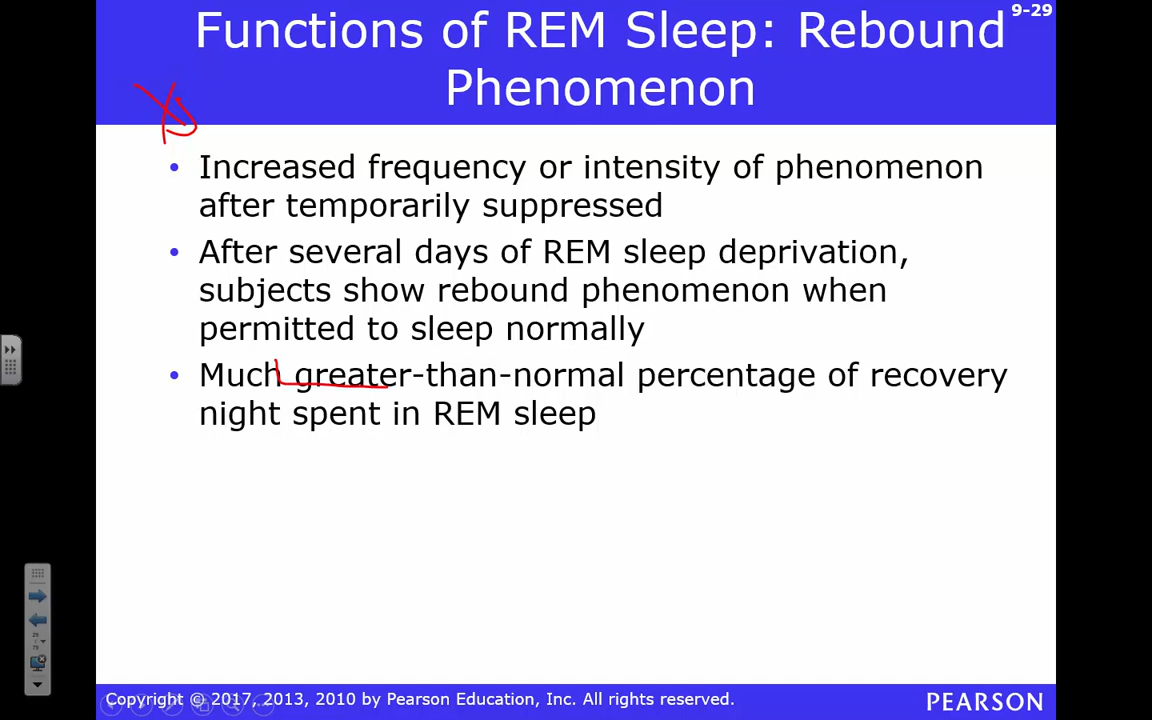 9-29
Functions of REM Sleep: Rebound
Phenomenon
• Increased frequency or intensity of phenomenon
after temporarily suppressed
• After several days of REM sleep deprivation,
subjects show rebound phenomenon when
permitted to sleep normally
• Much greater-than-normal percentage of recovery
night spent in REM sleep
29
/
79
Copyright © 2017, 2013, 2010 by Pearson Education, Inc. All rights reserved.
PEARSON